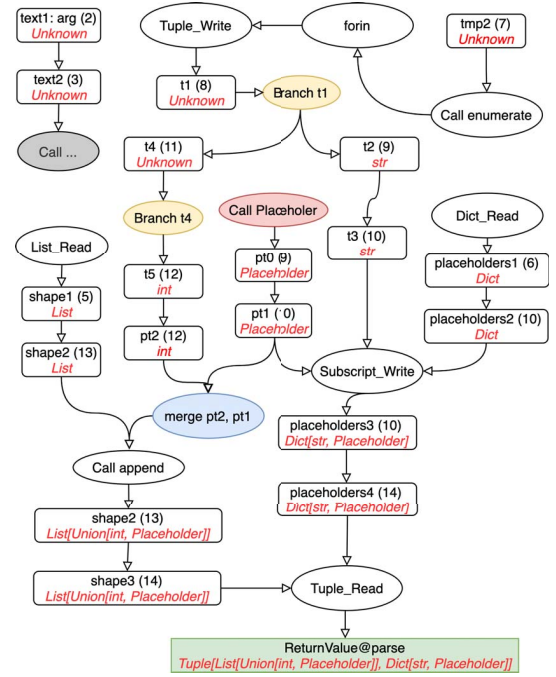 text1: arg (2)
Unknown
text2 (3)
Unknown
Call ...
Tuple_Write
forin
tmp2 (7)
Unknown
t1 (8)
Unknown
Branch t1
Call enumerate
t4 (11)
Unknown
t2 (9)
str
Branch t4
Call Placeholer
t3 (10)
str
Dict_Read
List_Read
t5 (12)
int
pt0 (9)
Placeholder
placeholders1 (6)
Dict
shape1 (5)
List
pt2 (12)
int
pt1 (10)
Placeholder
placeholders2 (10)
Dict
shape2 (13)
List
Subscript_Write
merge pt2, pt1
placeholders3 (10)
Dict[str, Placeholder]
Call append
placeholders4 (14)
Dict[str, Placeholder]
shape2 (13)
List[Union[int, Placeholder]]
shape3 (14)
List[Union[int, Placeholder]]
Tuple_Read
ReturnValue@parse
Tuple[List[Union[int, Placeholder]], Dict[str, Placeholder]]